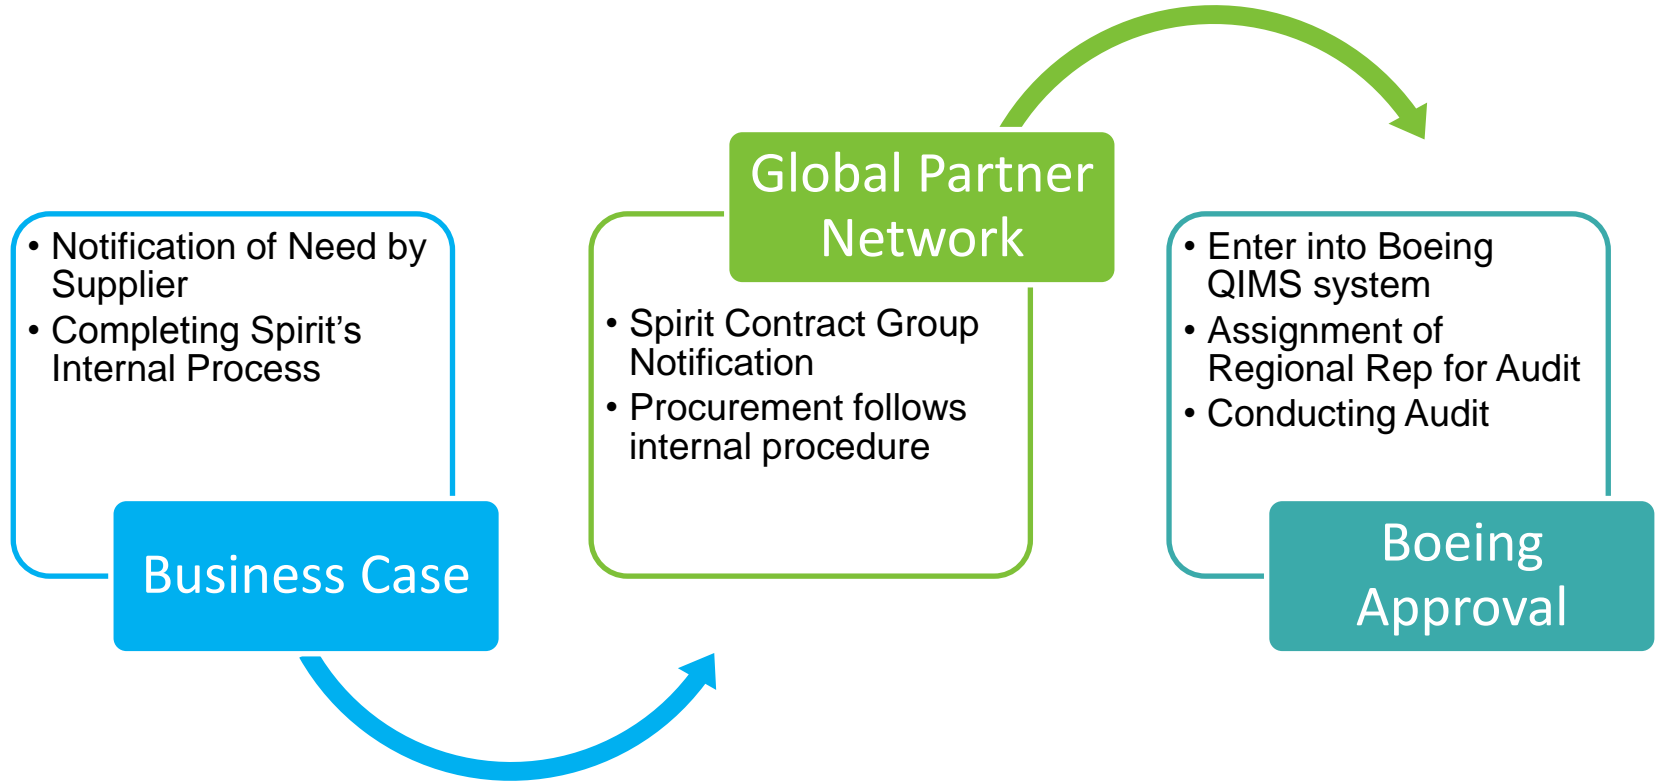 • Notification of Need by
Supplier
• Completing Spirit's
Internal Process
Business Case
Global Partner
Network
• Spirit Contract Group
Notification
• Procurement follows
internal procedure
• Enter into Boeing
QIMS system
• Assignment of
Regional Rep for Audit
• Conducting Audit
Boeing
Approval